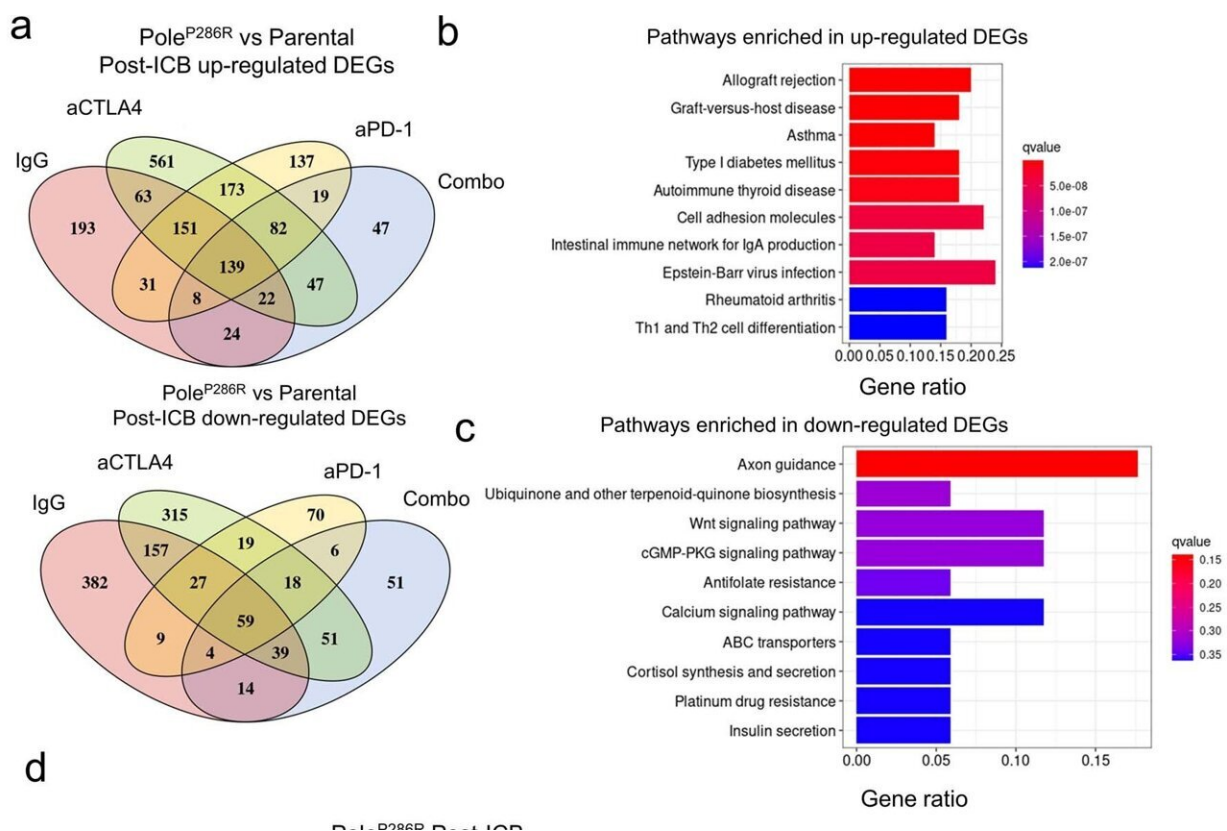 a
Pole^P286R vs Parental
Post-ICB up-regulated DEGs
aCTLA4
aPD-1
IgG
Combo
561
137
63
173
19
193
151
82
47
139
31
8
22
47
24
Pole^P286R vs Parental
Post-ICB down-regulated DEGs
aCTLA4
aPD-1
IgG
Combo
315
70
157
19
6
382
27
18
51
59
9
4
39
51
14
b
Pathways enriched in up-regulated DEGs
Allograft rejection
Graft-versus-host disease
Asthma
Type I diabetes mellitus
Autoimmune thyroid disease
Cell adhesion molecules
Intestinal immune network for IgA production
Epstein-Barr virus infection
Rheumatoid arthritis
Th1 and Th2 cell differentiation
0.00 0.05 0.10 0.15 0.20 0.25
Gene ratio
qvalue
5.0e-08
1.0e-07
1.5e-07
2.0e-07
c
Pathways enriched in down-regulated DEGs
Axon guidance
Ubiquinone and other terpenoid-quinone biosynthesis
Wnt signaling pathway
cGMP-PKG signaling pathway
Antifolate resistance
Calcium signaling pathway
ABC transporters
Cortisol synthesis and secretion
Platinum drug resistance
Insulin secretion
0.00 0.05 0.10 0.15
Gene ratio
qvalue
0.15
0.20
0.25
0.30
0.35
d
Pole^P286R Post-ICB